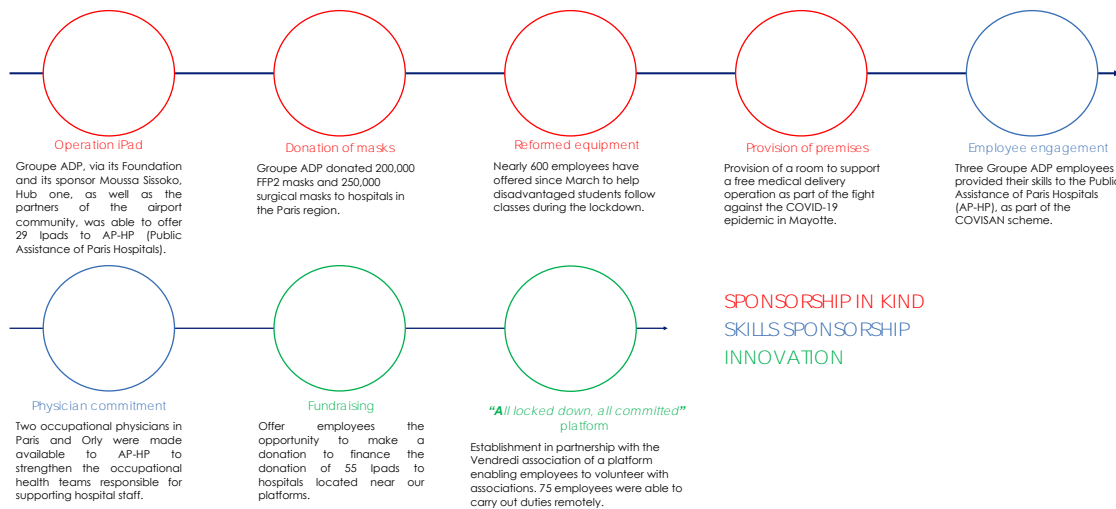 Operation iPad
Groupe ADP, via its Foundation
and its sponsor Moussa Sissoko,
Hub one, as well as the
partners of the airport
community, was able to offer
29 Ipads to AP-HP (Public
Assistance of Paris Hospitals).
Donation of masks
Groupe ADP donated 200,000
FFP2 masks and 250,000
surgical masks to hospitals in
the Paris region.
Reformed equipment
Nearly 600 employees have
offered since March to help
disadvantaged students follow
classes during the lockdown.
Provision of premises
Provision of a room to support
a free medical delivery
operation as part of the fight
against the COVID-19
epidemic in Mayotte.
Employee engagement
Three Groupe ADP employees
provided their skills to the Public
Assistance of Paris Hospitals
(AP-HP), as part of the
COVISAN scheme.
Physician commitment
Two occupational physicians in
Paris and Orly were made
available to AP-HP to
strengthen the occupational
health teams responsible for
supporting hospital staff.
Fundraising
Offer employees the
opportunity to make a
donation to finance the
donation of 55 Ipads to
hospitals located near our
platforms.
"All locked down, all committed"
platform
Establishment in partnership with the
Vendredi association of a platform
enabling employees to volunteer with
associations. 75 employees were able to
carry out duties remotely.
SPONSORSHIP IN KIND
SKILLS SPONSORSHIP
INNOVATION